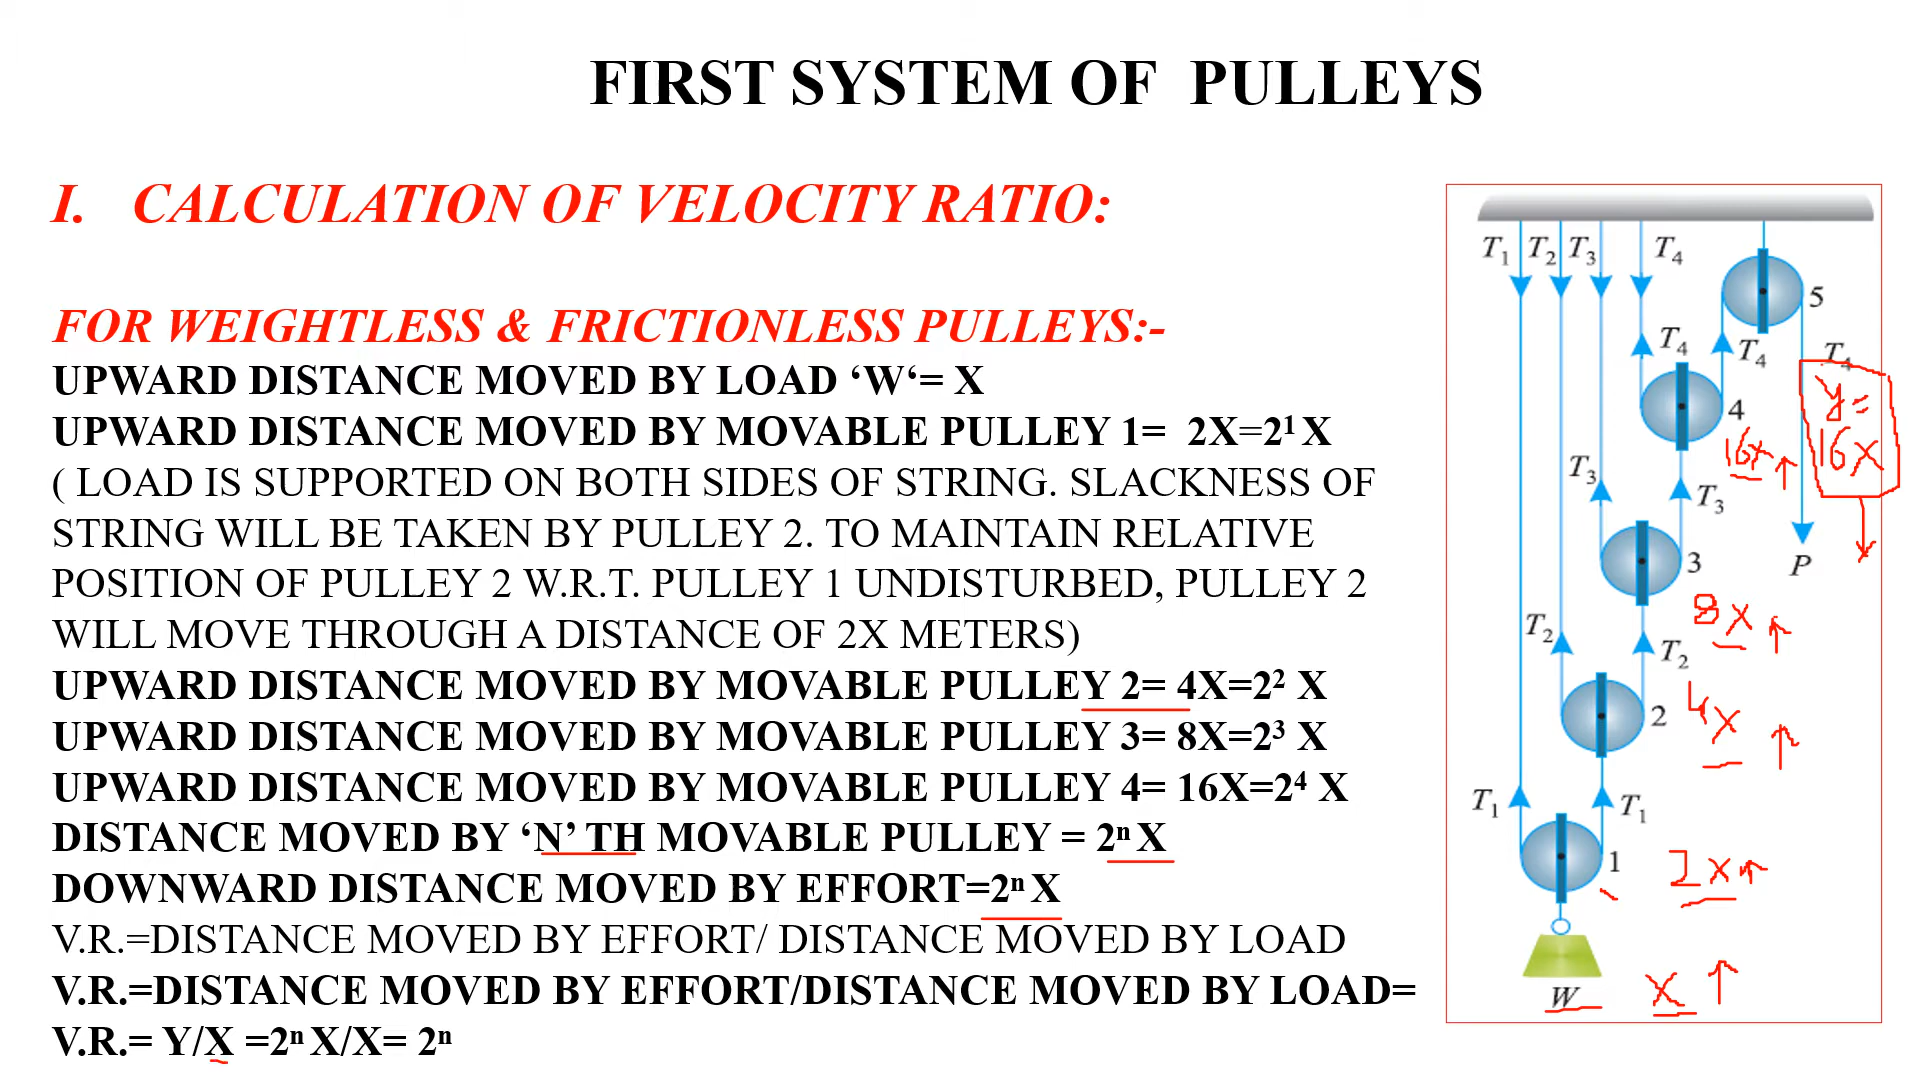 FIRST SYSTEM OF PULLEYS
I. CALCULATION OF VELOCITY RATIO:
FOR WEIGHTLESS & FRICTIONLESS PULLEYS:-
UPWARD DISTANCE MOVED BY LOAD ‘W‘= X
UPWARD DISTANCE MOVED BY MOVABLE PULLEY 1= 2X=2¹ X
( LOAD IS SUPPORTED ON BOTH SIDES OF STRING. SLACKNESS OF
STRING WILL BE TAKEN BY PULLEY 2. TO MAINTAIN RELATIVE
POSITION OF PULLEY 2 W.R.T. PULLEY 1 UNDISTURBED, PULLEY 2
WILL MOVE THROUGH A DISTANCE OF 2X METERS)
UPWARD DISTANCE MOVED BY MOVABLE PULLEY 2= 4X=2² X
UPWARD DISTANCE MOVED BY MOVABLE PULLEY 3= 8X=2³ X
UPWARD DISTANCE MOVED BY MOVABLE PULLEY 4= 16X=2⁴ X
DISTANCE MOVED BY ‘N’ TH MOVABLE PULLEY = 2ⁿ X
DOWNWARD DISTANCE MOVED BY EFFORT=2ⁿ X
V.R.=DISTANCE MOVED BY EFFORT/ DISTANCE MOVED BY LOAD
V.R.=DISTANCE MOVED BY EFFORT/DISTANCE MOVED BY LOAD=
V.R.= Y/X =2ⁿ X/X= 2ⁿ
T₁ T₂ T₃ T₄
5
T₄ T₄ T₄
y=
4
16x 16x
T₃ T₃
P
3
8x
T₂ T₂
2 4x
T₁ T₁
1 2x
W x